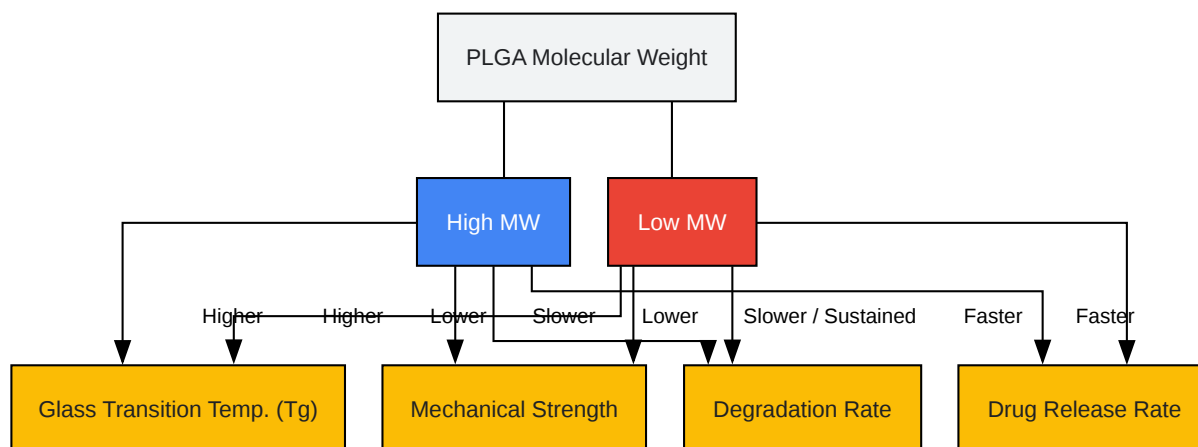 PLGA Molecular Weight
High MW
Low MW
Higher
Higher
Lower
Slower
Lower
Slower / Sustained
Faster
Faster
Glass Transition Temp. (Tg)
Mechanical Strength
Degradation Rate
Drug Release Rate